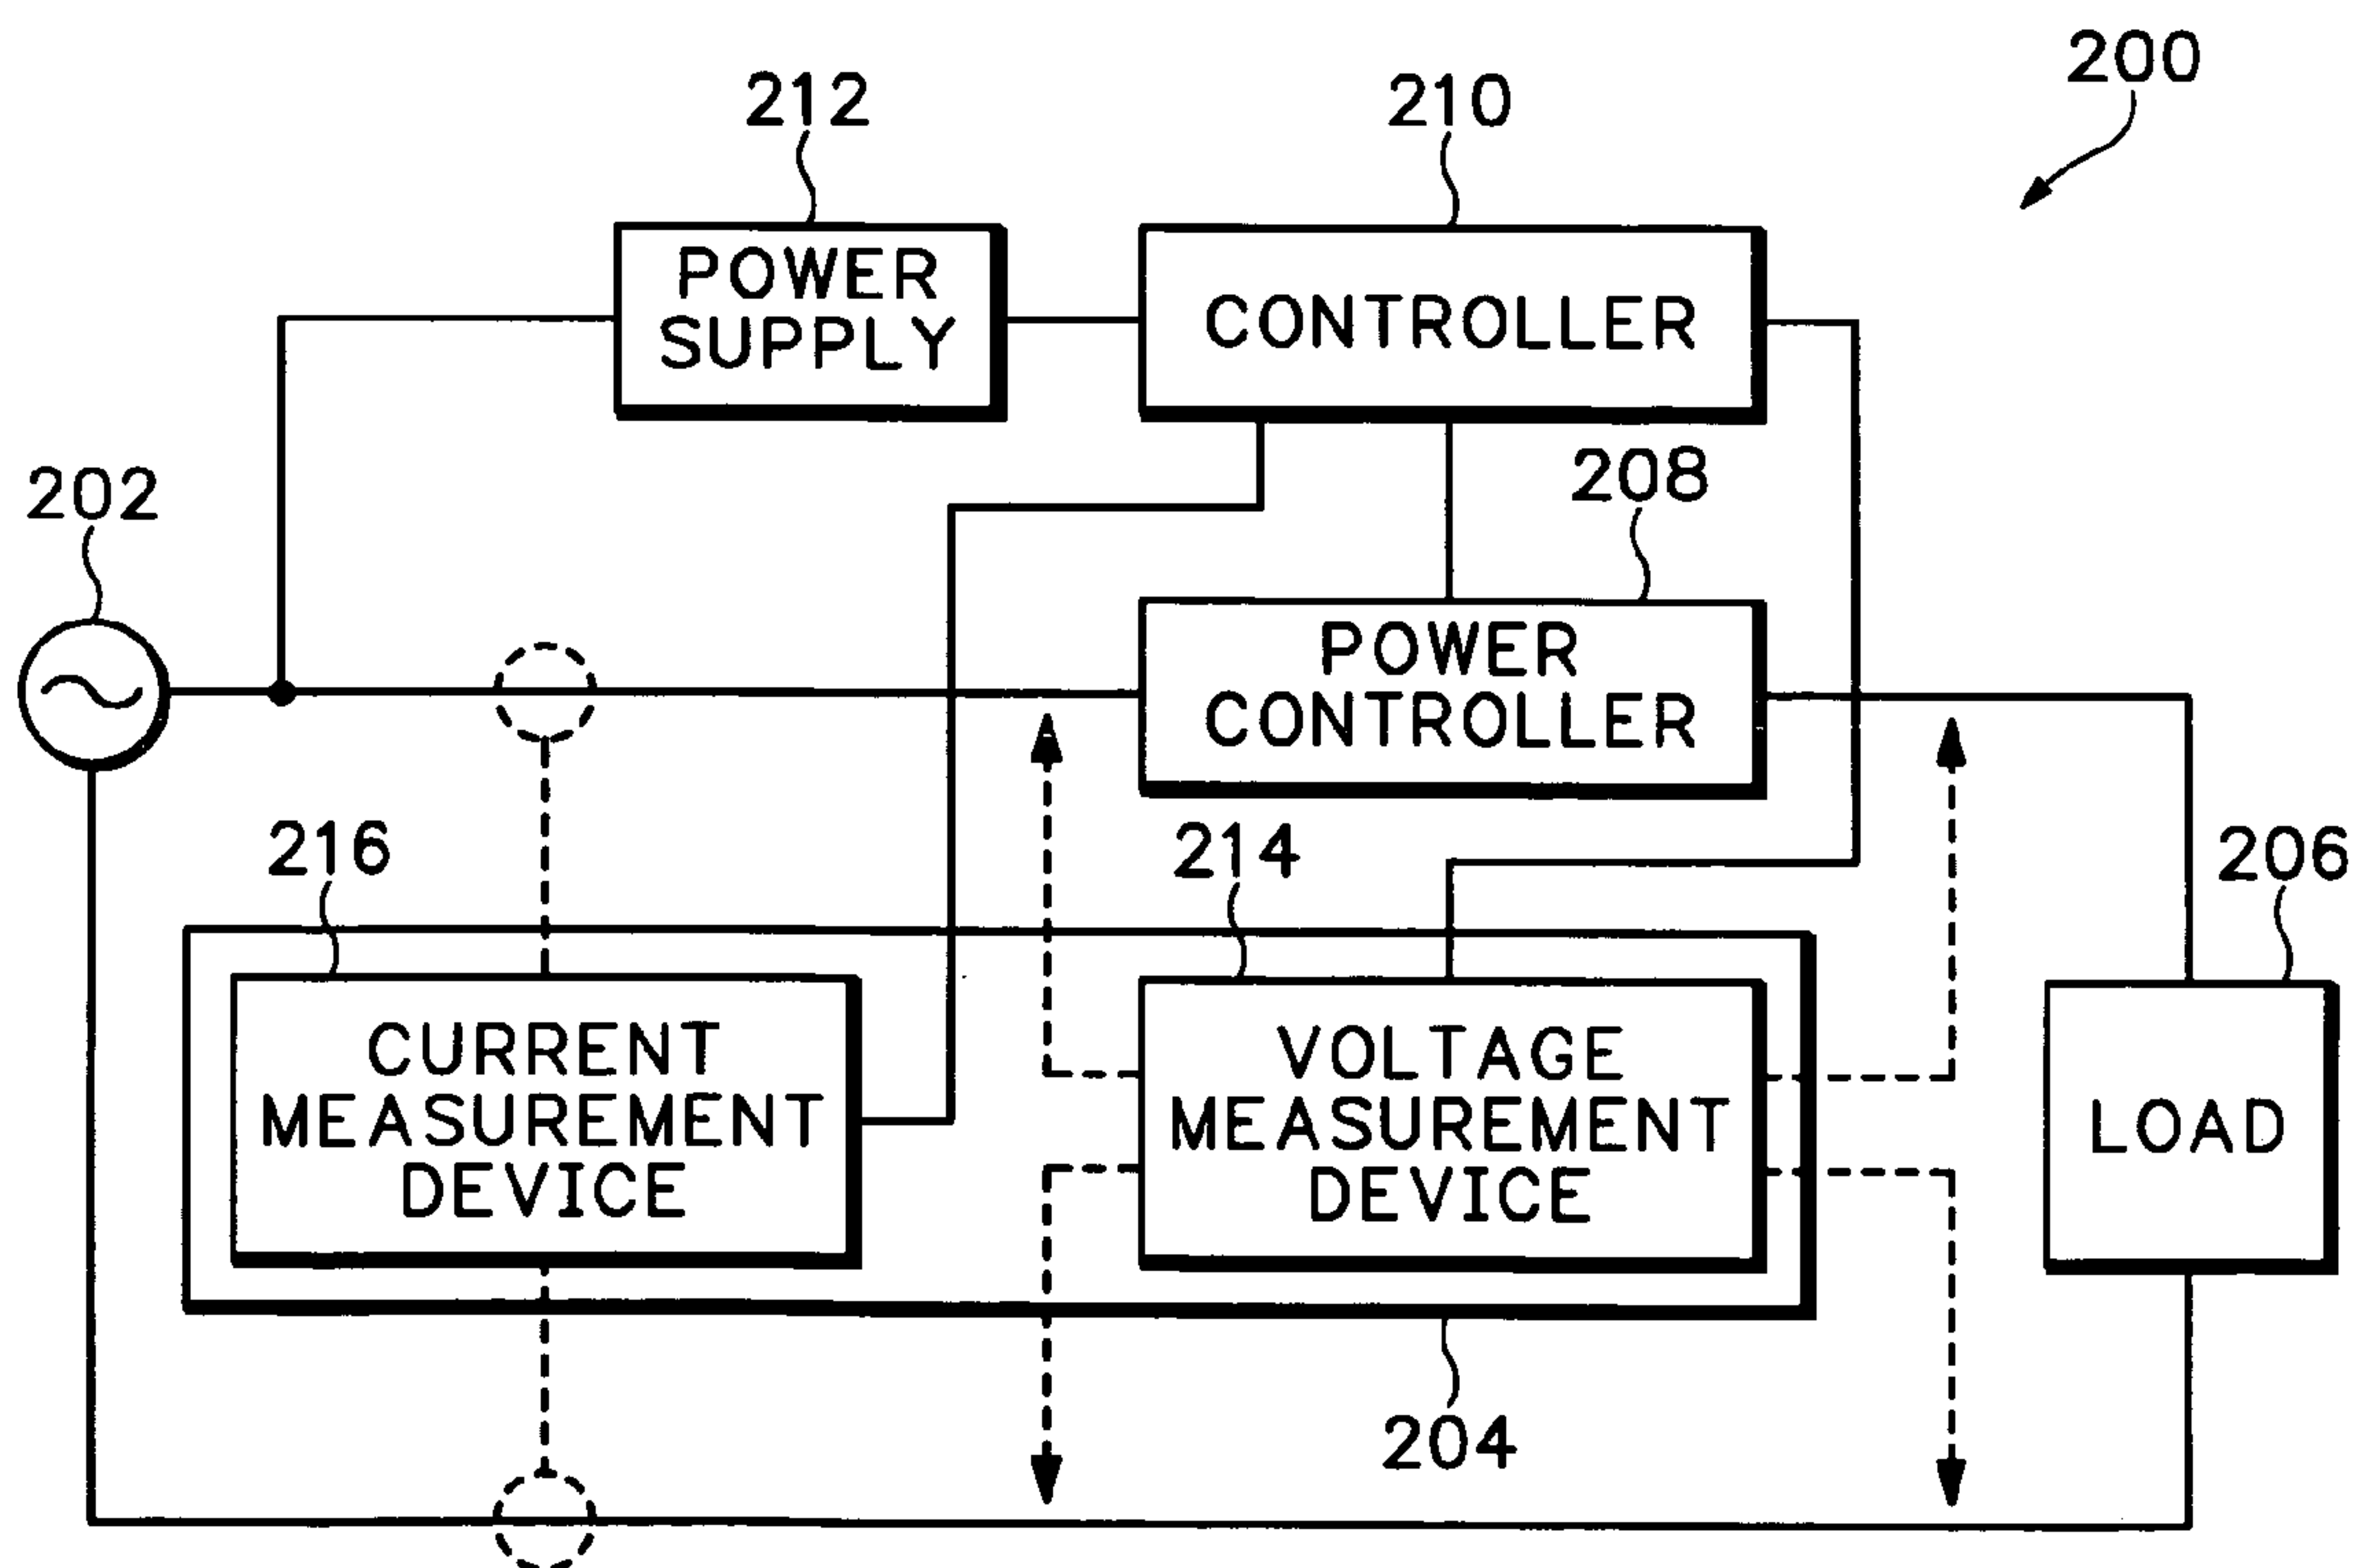 200
212
210
POWER
SUPPLY
CONTROLLER
202
208
POWER
CONTROLLER
216
214
206
CURRENT
MEASUREMENT
DEVICE
VOLTAGE
MEASUREMENT
DEVICE
LOAD
204